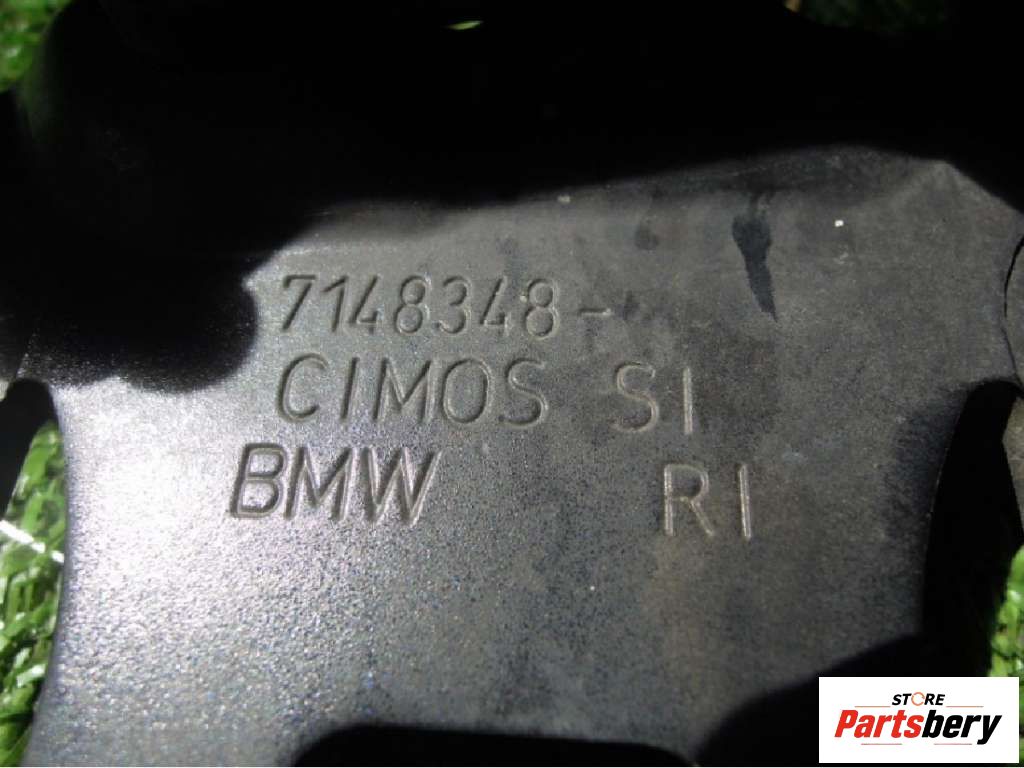 7148348-
CIMOS SI
BMW RI
STORE
Partsbery